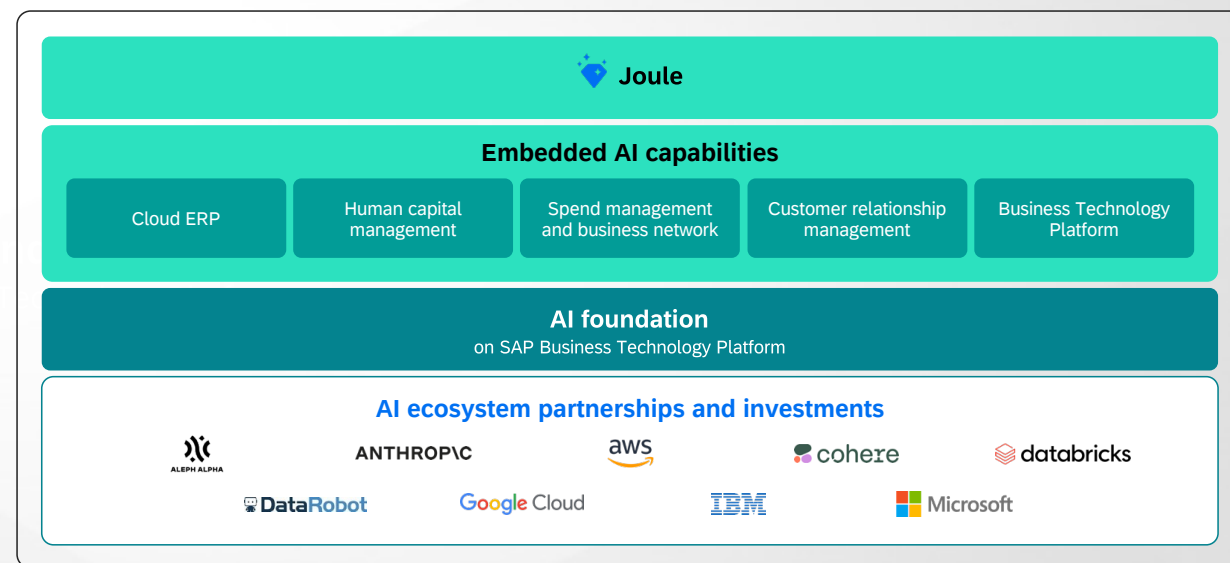 Joule
Embedded AI capabilities
Cloud ERP
Human capital
management
Spend management
and business network
Customer relationship
management
Business Technology
Platform
AI foundation
on SAP Business Technology Platform
AI ecosystem partnerships and investments
ALEPH ALPHA
ANTHROP\C
aws
cohere
databricks
DataRobot
Google Cloud
IBM
Microsoft